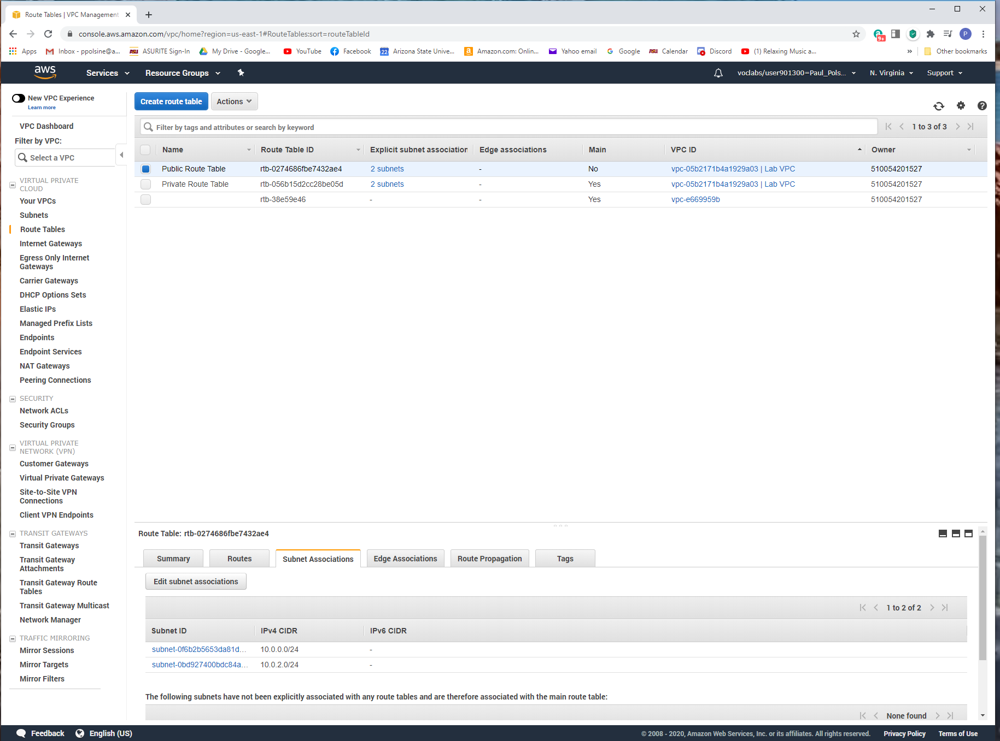 Route Tables | VPC Management
console.aws.amazon.com/vpc/home?region=us-east-1#RouteTables:sort=routeTableId
9+
P
Apps
Inbox - ppolsine@a...
ASU ASURITE Sign-In
My Drive - Google...
YouTube
Facebook
Arizona State Unive...
Amazon.com: Onlin...
Yahoo email
Google
ASU Calendar
Discord
(1) Relaxing Music a...
»
Other bookmarks
aws
Services
Resource Groups
voclabs/user901300=Paul_Pols...
N. Virginia
Support
New VPC Experience
Learn more
VPC Dashboard
Filter by VPC:
Select a VPC
VIRTUAL PRIVATE
CLOUD
Your VPCs
Subnets
Route Tables
Internet Gateways
Egress Only Internet
Gateways
Carrier Gateways
DHCP Options Sets
Elastic IPs
Managed Prefix Lists
Endpoints
Endpoint Services
NAT Gateways
Peering Connections
SECURITY
Network ACLs
Security Groups
VIRTUAL PRIVATE
NETWORK (VPN)
Customer Gateways
Virtual Private Gateways
Site-to-Site VPN
Connections
Client VPN Endpoints
TRANSIT GATEWAYS
Transit Gateways
Transit Gateway
Attachments
Transit Gateway Route
Tables
Transit Gateway Multicast
Network Manager
TRAFFIC MIRRORING
Mirror Sessions
Mirror Targets
Mirror Filters
Create route table
Actions
Filter by tags and attributes or search by keyword
1 to 3 of 3
Name Route Table ID Explicit subnet association Edge associations Main VPC ID Owner
Public Route Table rtb-0274686fbe7432ae4 2 subnets - No vpc-05b2171b4a1929a03 | Lab VPC 510054201527
Private Route Table rtb-056b15d2cc28be05d 2 subnets - Yes vpc-05b2171b4a1929a03 | Lab VPC 510054201527
rtb-38e59e46 - - Yes vpc-e669959b 510054201527
Route Table: rtb-0274686fbe7432ae4
Summary Routes Subnet Associations Edge Associations Route Propagation Tags
Edit subnet associations
1 to 2 of 2
Subnet ID IPv4 CIDR IPv6 CIDR
subnet-0f6b2b5653da81d... 10.0.0.0/24 -
subnet-0bd927400bdc84a... 10.0.2.0/24 -
The following subnets have not been explicitly associated with any route tables and are therefore associated with the main route table:
None found
Feedback
English (US)
© 2008 - 2020, Amazon Web Services, Inc. or its affiliates. All rights reserved.
Privacy Policy
Terms of Use